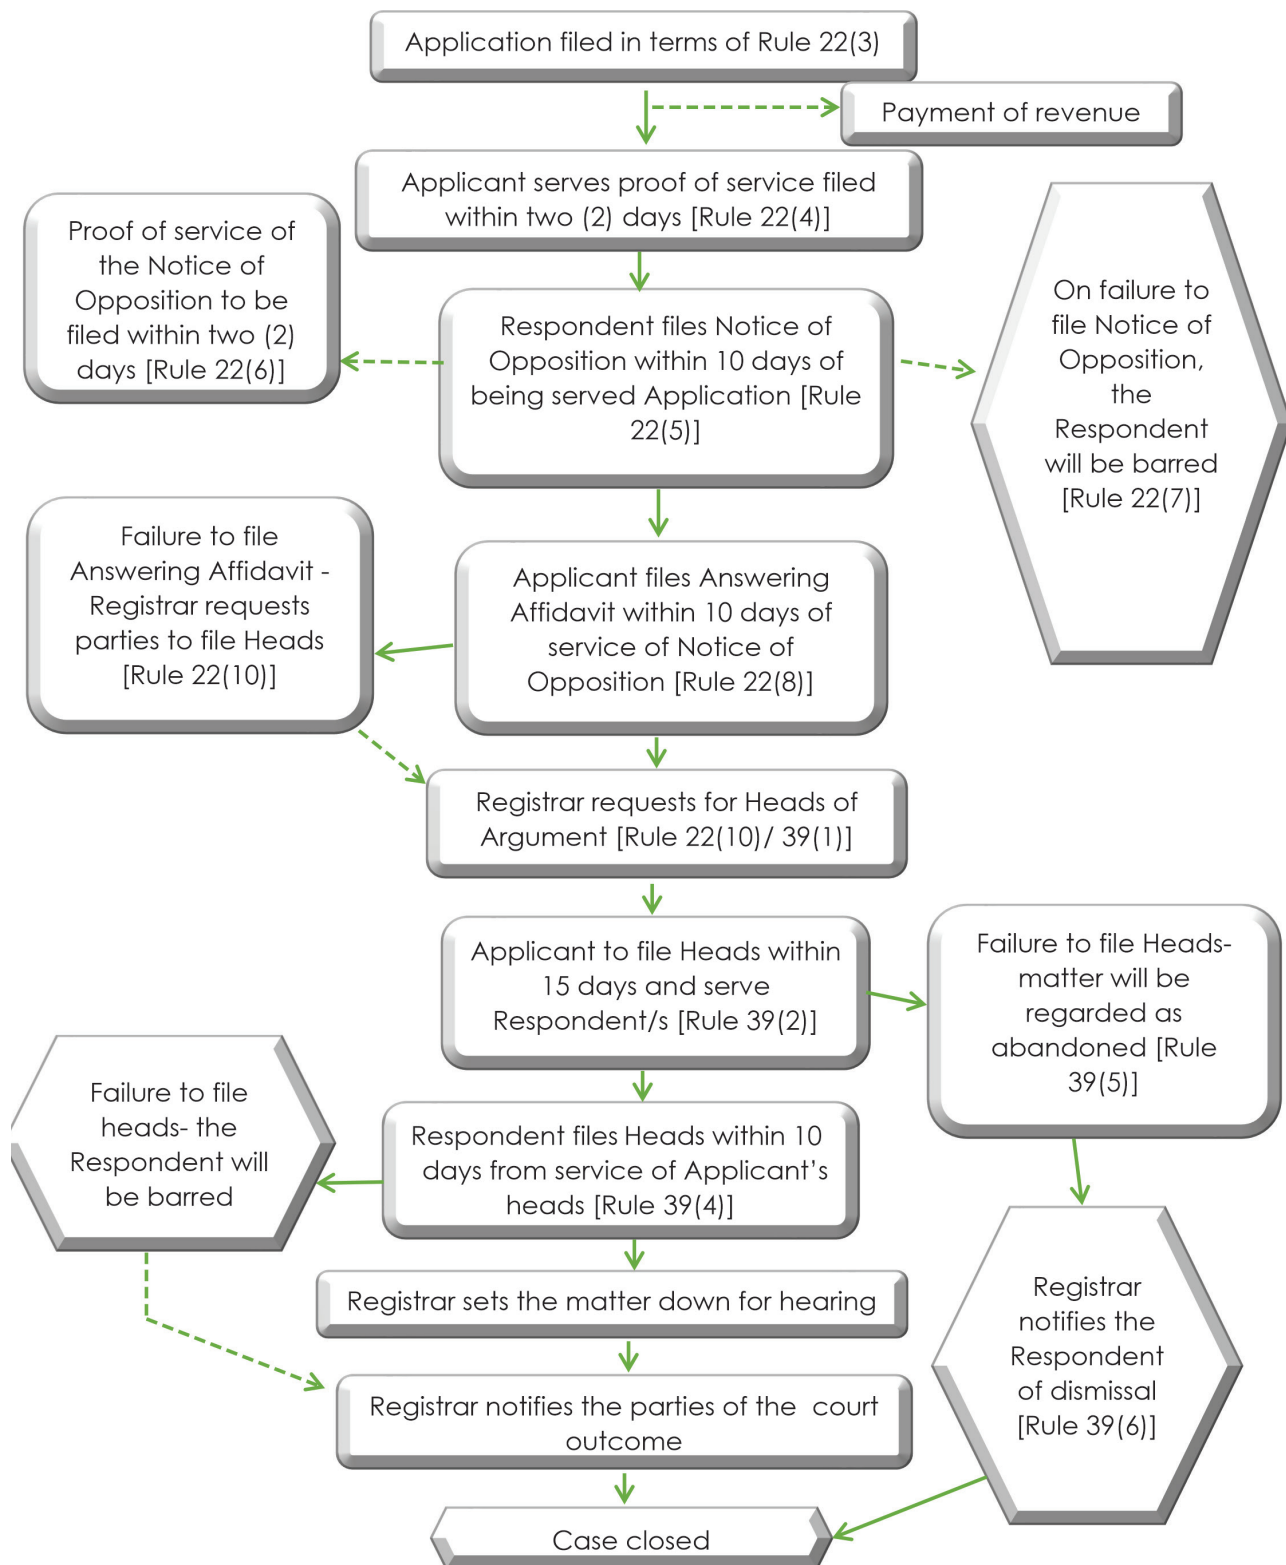 Application filed in terms of Rule 22(3)
Payment of revenue
Applicant serves proof of service filed
within two (2) days [Rule 22(4)]
Proof of service of
the Notice of
Opposition to be
filed within two (2)
days [Rule 22(6)]
Respondent files Notice of
Opposition within 10 days of
being served Application [Rule
22(5)]
On failure to
file Notice of
Opposition,
the
Respondent
will be barred
[Rule 22(7)]
Failure to file
Answering Affidavit -
Registrar requests
parties to file Heads
[Rule 22(10)]
Applicant files Answering
Affidavit within 10 days of
service of Notice of
Opposition [Rule 22(8)]
Registrar requests for Heads of
Argument [Rule 22(10)/ 39(1)]
Applicant to file Heads within
15 days and serve
Respondent/s [Rule 39(2)]
Failure to file Heads-
matter will be
regarded as
abandoned [Rule
39(5)]
Failure to file
heads- the
Respondent will
be barred
Respondent files Heads within 10
days from service of Applicant’s
heads [Rule 39(4)]
Registrar sets the matter down for hearing
Registrar
notifies the
Respondent
of dismissal
[Rule 39(6)]
Registrar notifies the parties of the court
outcome
Case closed